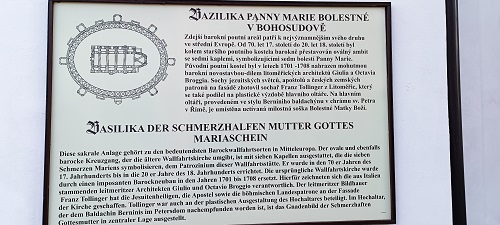 BAZILIKA PANNY MARIE BOLESTNÉ
V BOHOSUDOVĚ
Zdejší barokní poutní areál patří k nejvýznamnějším svého druhu
ve střední Evropě. Od 70. let 17. století do 20. let 18. století byl
kolem staršího poutního kostela barokně přestavován oválný ambit
se sedmi kaplemi, symbolizujícími sedm bolestí Panny Marie.
Původní poutní kostel byl v letech 1701 -1708 nahrazen mohutnou
barokní novostavbou-dílem litoměřických architektů Giulia a Octavia
Broggia. Sochy jezuitských světců, apoštolů a českých zemských
patronů na fasádě zhotovil sochař Franz Tollinger z Litoměřic, který
se také podílel na plastické výzdobě hlavního oltáře. Na hlavním
oltáři, provedeném ve stylu Berniniho baldachýnu v chrámu sv. Petra
v Římě, je umístěna uctívaná milostná soška Bolestné Matky Boží.
BASILIKA DER SCHMERZHALFEN MUTTER GOTTES
MARIASCHEIN
Diese sakrale Anlage gehört zu den bedeutendsten Barockwallfahrtsorten in Mitteleuropa. Der ovale und ebenfalls
barocke Kreuzgang, der die ältere Wallfahrtskirche umgibt, ist mit sieben Kapellen ausgestattet, die die sieben
Schmerzen Mariens symbolisieren, dem Patrozinium dieser Wallfahrtsstätte. Er wurde in den 70 er Jahren des
17. Jahrhunderts bis in die 20 er Jahre des 18. Jahrhunderts errichtet. Die ursprüngliche Wallfahrtskirche wurde
durch einen imposanten Barockneubau in den Jahren 1701 bis 1708 ersetzt. Hierfür zeichneten sich die aus Italien
stammenden leitmeritzer Architekten Giulio und Octavio Broggio verantwortlich. Der leitmeritzer Bildhauer
Franz Tollinger hat die Jesuitenheiligen, die Apostel sowie die böhmischen Landespatrone an der Fassade
der Kirche geschaffen. Tollinger war auch an der plastischen Ausgestaltung des Hochaltares beteiligt. Im Hochaltar,
der dem Baldachin Berninis im Petersdom nachempfunden worden ist, ist das Gnadenbild der Schmerzhaften
Gottesmutter in zentraler Lage ausgestellt.